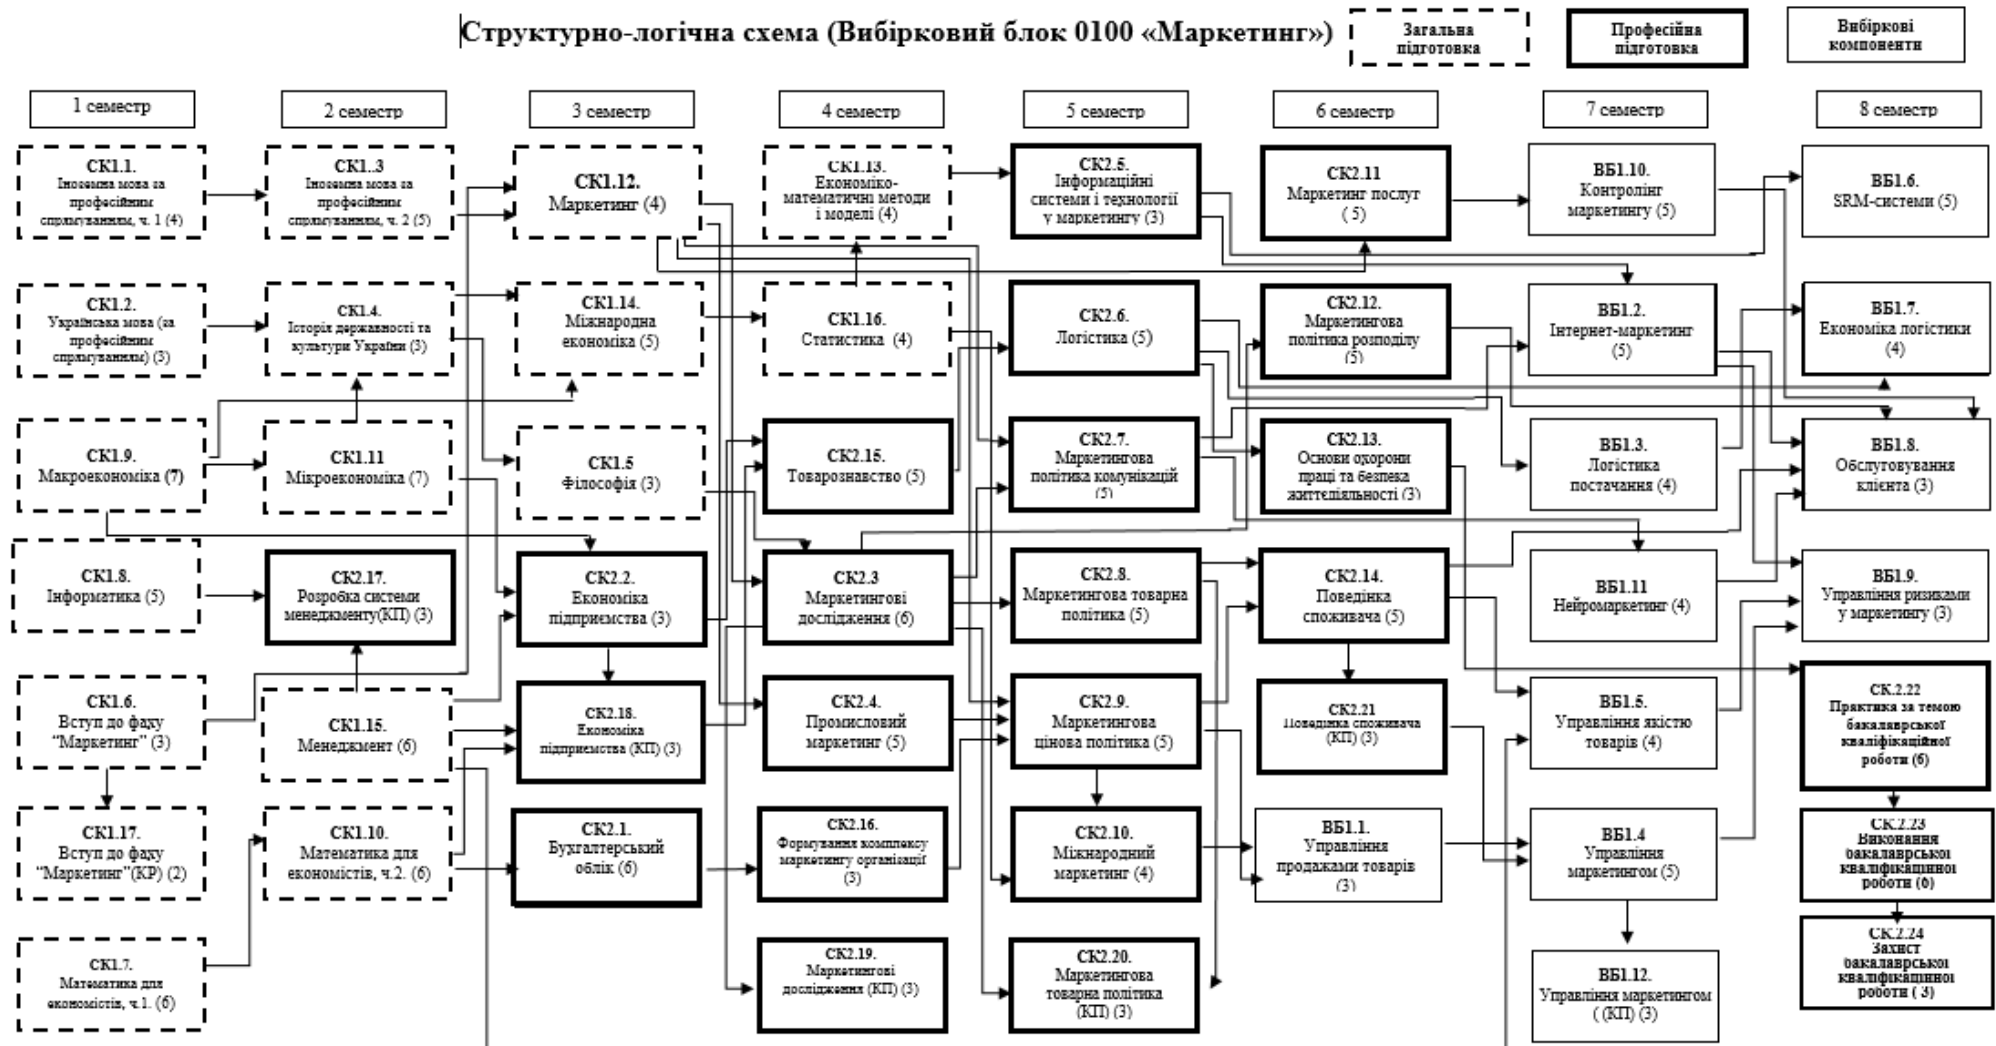 Структурно-логічна схема (Вибірковий блок 0100 «Маркетинг»)
Загальна
підготовка
Професійна
підготовка
Вибіркові
компоненти
1 семестр
2 семестр
3 семестр
4 семестр
5 семестр
6 семестр
7 семестр
8 семестр
СК1.1.
Іноземна мова за
професійним
спрямуванням, ч. 1 (4)
СК1..3
Іноземна мова за
професійним
спрямуванням, ч. 2 (5)
СК1.12.
Маркетинг (4)
СК1.13.
Економіко-
математичні методи
і моделі (4)
СК2.5.
Інформаційні
системи і технології
у маркетингу (3)
СК2.11
Маркетинг послуг
( 5)
ВБ1.10.
Контролінг
маркетингу (5)
ВБ1.6.
SRM-системи (5)
СК1.2.
Українська мова (за
професійним
спрямуванням) (3)
СК1.4.
Історія державності та
культури України (3)
СК1.14.
Міжнародна
економіка (5)
СК1.16.
Статистика (4)
СК2.6.
Логістика (5)
СК2.12.
Маркетингова
політика розподілу
(5)
ВБ1.2.
Інтернет-маркетинг
(5)
ВБ1.7.
Економіка логістики
(4)
СК1.9.
Макроекономіка (7)
СК1.11
Мікроекономіка (7)
СК1.5
Філософія (3)
СК2.15.
Товарознавство (5)
СК2.7.
Маркетингова
політика комунікацій
(5)
СК2.13.
Основи охорони
праці та безпека
життєдіяльності (3)
ВБ1.3.
Логістика
постачання (4)
ВБ1.8.
Обслуговування
клієнта (3)
СК1.8.
Інформатика (5)
СК2.17.
Розробка системи
менеджменту(КП) (3)
СК2.2.
Економіка
підприємства (3)
СК2.3
Маркетингові
дослідження (6)
СК2.8.
Маркетингова товарна
політика (5)
СК2.14.
Поведінка
споживача (5)
ВБ1.11
Нейромаркетинг (4)
ВБ1.9.
Управління ризиками
у маркетингу (3)
СК1.6.
Вступ до фаху
“Маркетинг” (3)
СК1.15.
Менеджмент (6)
СК2.18.
Економіка
підприємства (КП) (3)
СК2.4.
Промисловий
маркетинг (5)
СК2.9.
Маркетингова
цінова політика (5)
СК2.21
Поведінка споживача
(КП) (3)
ВБ1.5.
Управління якістю
товарів (4)
СК.2.22
Практика за темою
бакалаврської
кваліфікаційної
роботи (6)
СК1.17.
Вступ до фаху
“Маркетинг”(КР) (2)
СК1.10.
Математика для
економістів, ч.2. (6)
СК2.1.
Бухгалтерський
облік (6)
СК2.16.
Формування комплексу
маркетингу організації
(3)
СК2.10.
Міжнародний
маркетинг (4)
ВБ1.1.
Управління
продажами товарів
(3)
ВБ1.4
Управління
маркетингом (5)
СК.2.23
Виконання
бакалаврської
кваліфікаційної
роботи (6)
СК1.7.
Математика для
економістів, ч.1. (6)
СК2.19.
Маркетингові
дослідження (КП) (3)
СК2.20.
Маркетингова
товарна політика
(КП) (3)
ВБ1.12.
Управління маркетингом
( (КП) (3)
СК.2.24
Захист
бакалаврської
кваліфікаційної
роботи ( 3)